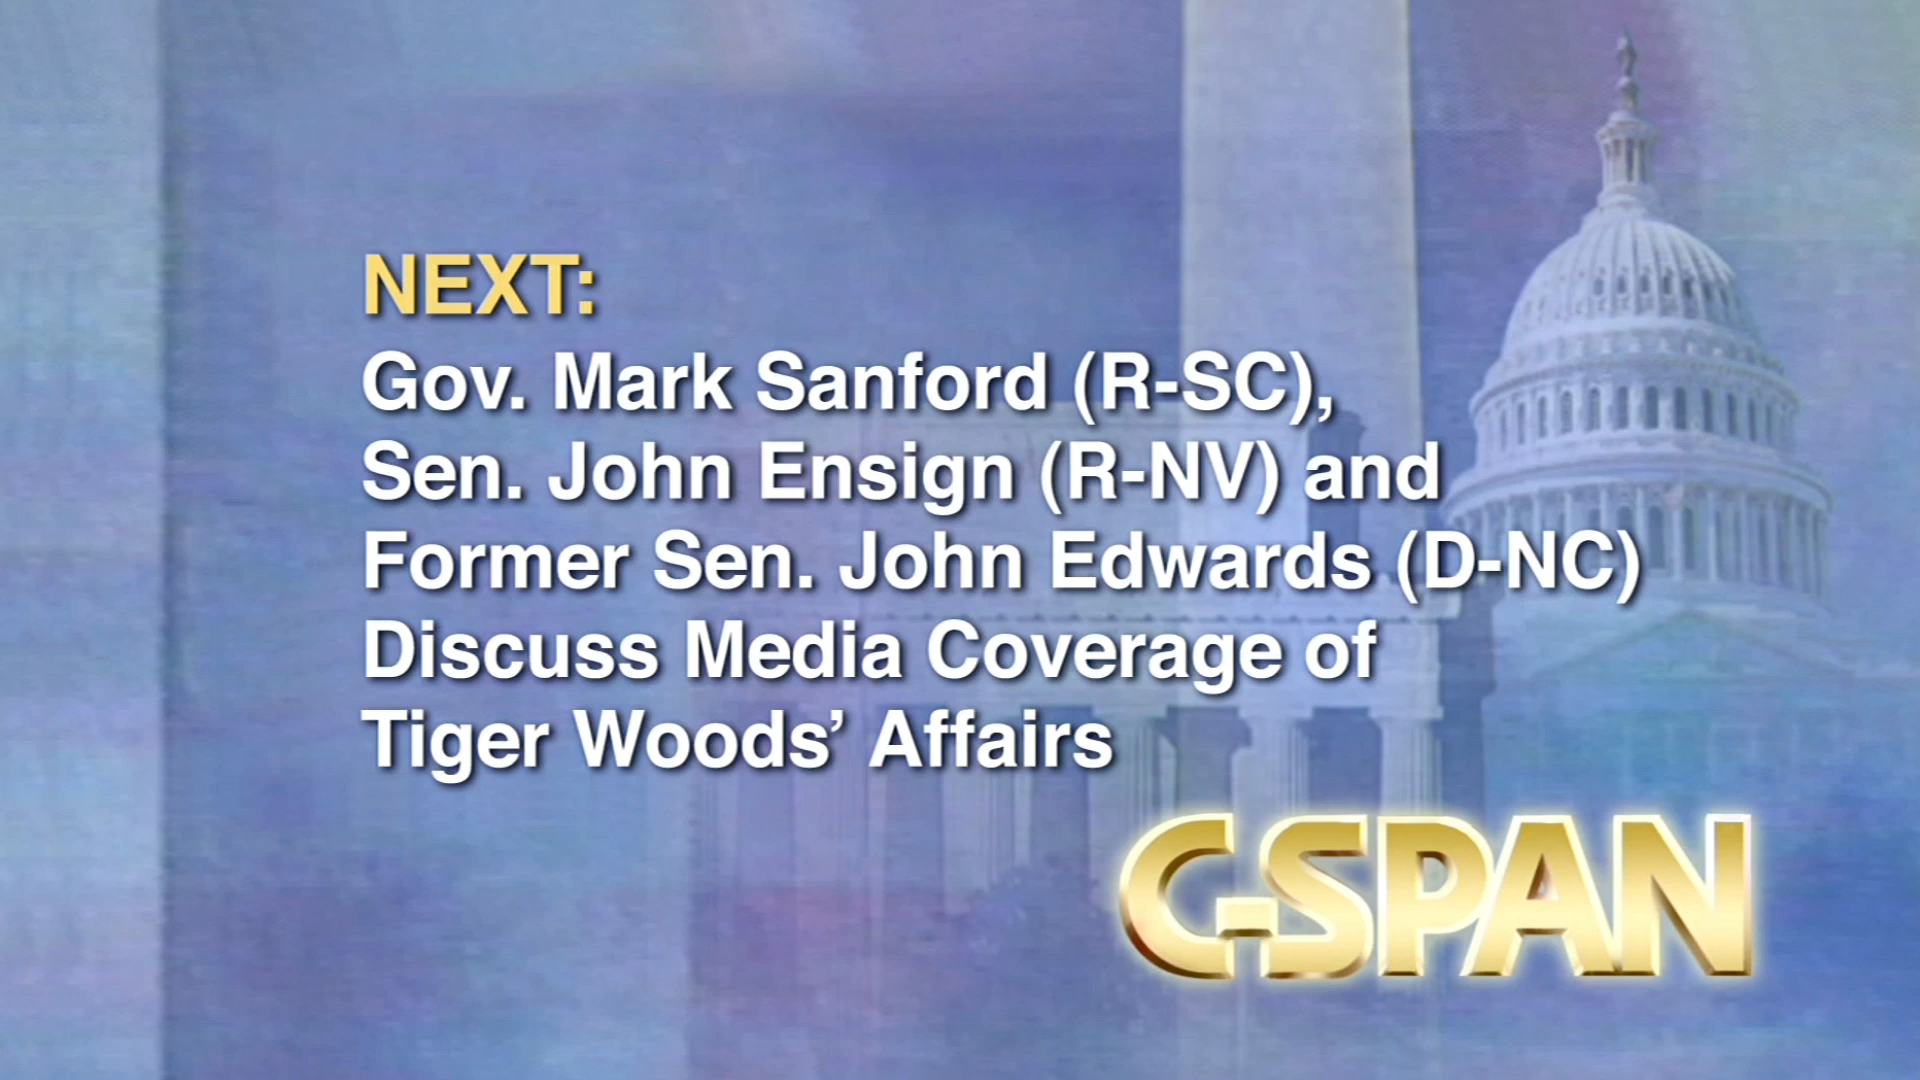 NEXT:
Gov. Mark Sanford (R-SC),
Sen. John Ensign (R-NV) and
Former Sen. John Edwards (D-NC)
Discuss Media Coverage of
Tiger Woods’ Affairs
C-SPAN